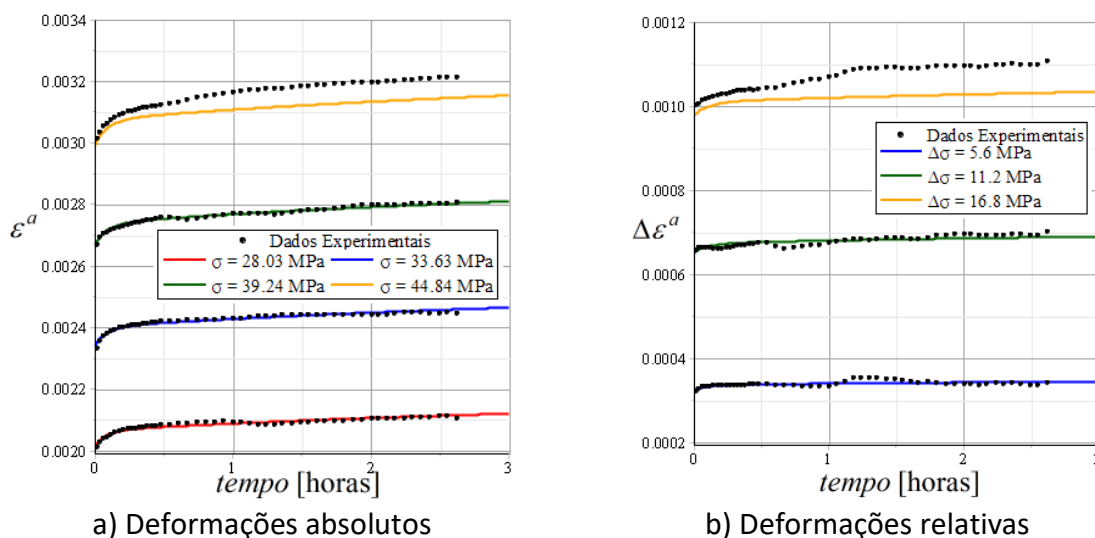 0.0034
0.0032
0.0030
0.0028
εᵃ
0.0026
0.0024
0.0022
0.0020
Dados Experimentais
σ = 28.03 MPa σ = 33.63 MPa
σ = 39.24 MPa σ = 44.84 MPa
0 1 2 3
tempo [horas]
a) Deformações absolutos
0.0012
0.0010
0.0008
Δεᵃ
0.0006
0.0004
0.0002
Dados Experimentais
Δσ = 5.6 MPa
Δσ = 11.2 MPa
Δσ = 16.8 MPa
0 1 2 3
tempo [horas]
b) Deformações relativas